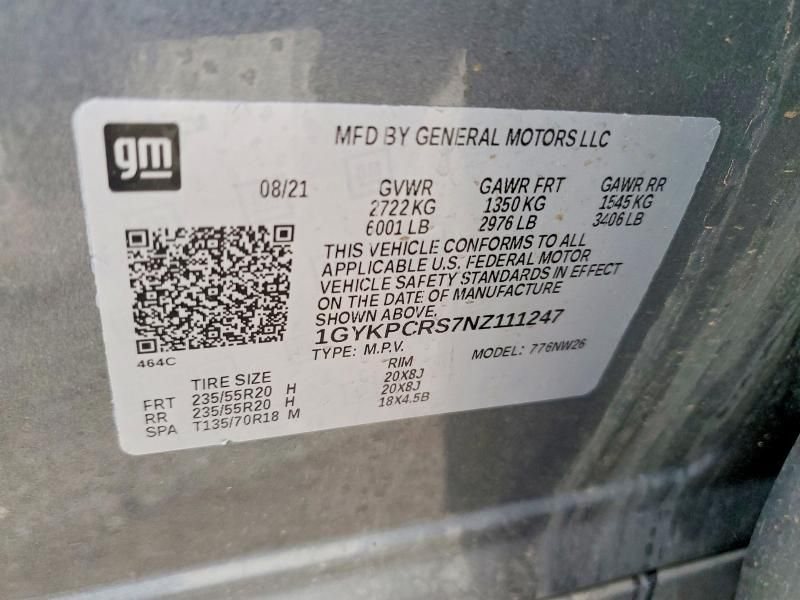 gm
MFD BY GENERAL MOTORS LLC
08/21 GVWR GAWR FRT GAWR RR
2722 KG 1350 KG 1545 KG
6001 LB 2976 LB 3406 LB
THIS VEHICLE CONFORMS TO ALL
APPLICABLE U.S. FEDERAL MOTOR
VEHICLE SAFETY STANDARDS IN EFFECT
ON THE DATE OF MANUFACTURE
SHOWN ABOVE.
1GYKPCRS7NZ111247
464C
TYPE: M.P.V. MODEL: 776NW26
TIRE SIZE RIM
FRT 235/55R20 H 20X8J
RR 235/55R20 H 20X8J
SPA T135/70R18 M 18X4.5B